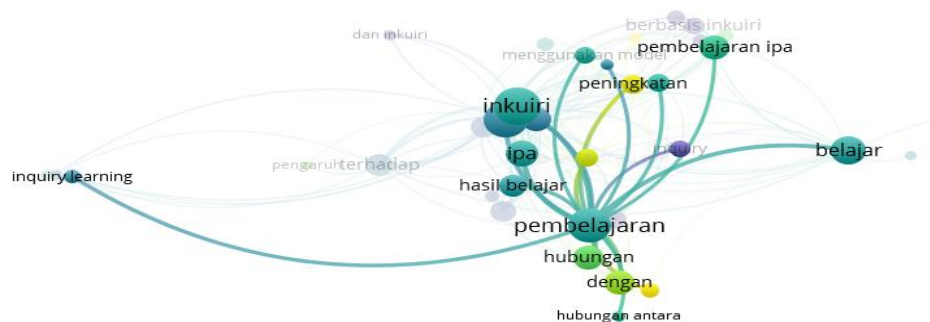 berbasis inkuiri
dan inkuiri
pembelajaran ipa
menggunakan model
peningkatan
inkuiri
ipa
inquiry
belajar
pengaruh
terhadap
inquiry learning
hasil belajar
pembelajaran
hubungan
dengan
hubungan antara